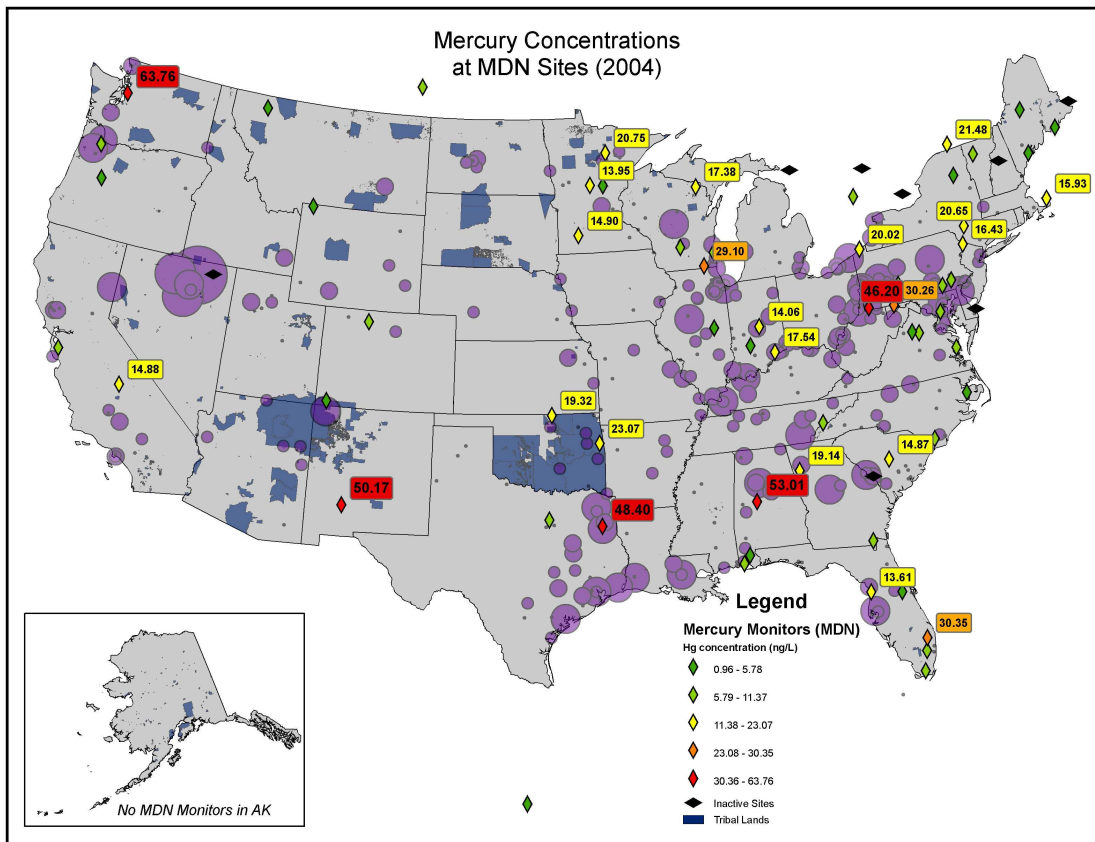 Mercury Concentrations
at MDN Sites (2004)
63.76
20.75
21.48
13.95
17.38
15.93
14.90
20.65
20.02
16.43
29.10
46.20
30.26
14.06
17.54
14.88
19.32
23.07
14.87
19.14
50.17
53.01
48.40
13.61
30.35
Legend
Mercury Monitors (MDN)
Hg concentration (ng/L)
0.96 - 5.78
5.79 - 11.37
11.38 - 23.07
23.08 - 30.35
30.36 - 63.76
Inactive Sites
Tribal Lands
No MDN Monitors in AK